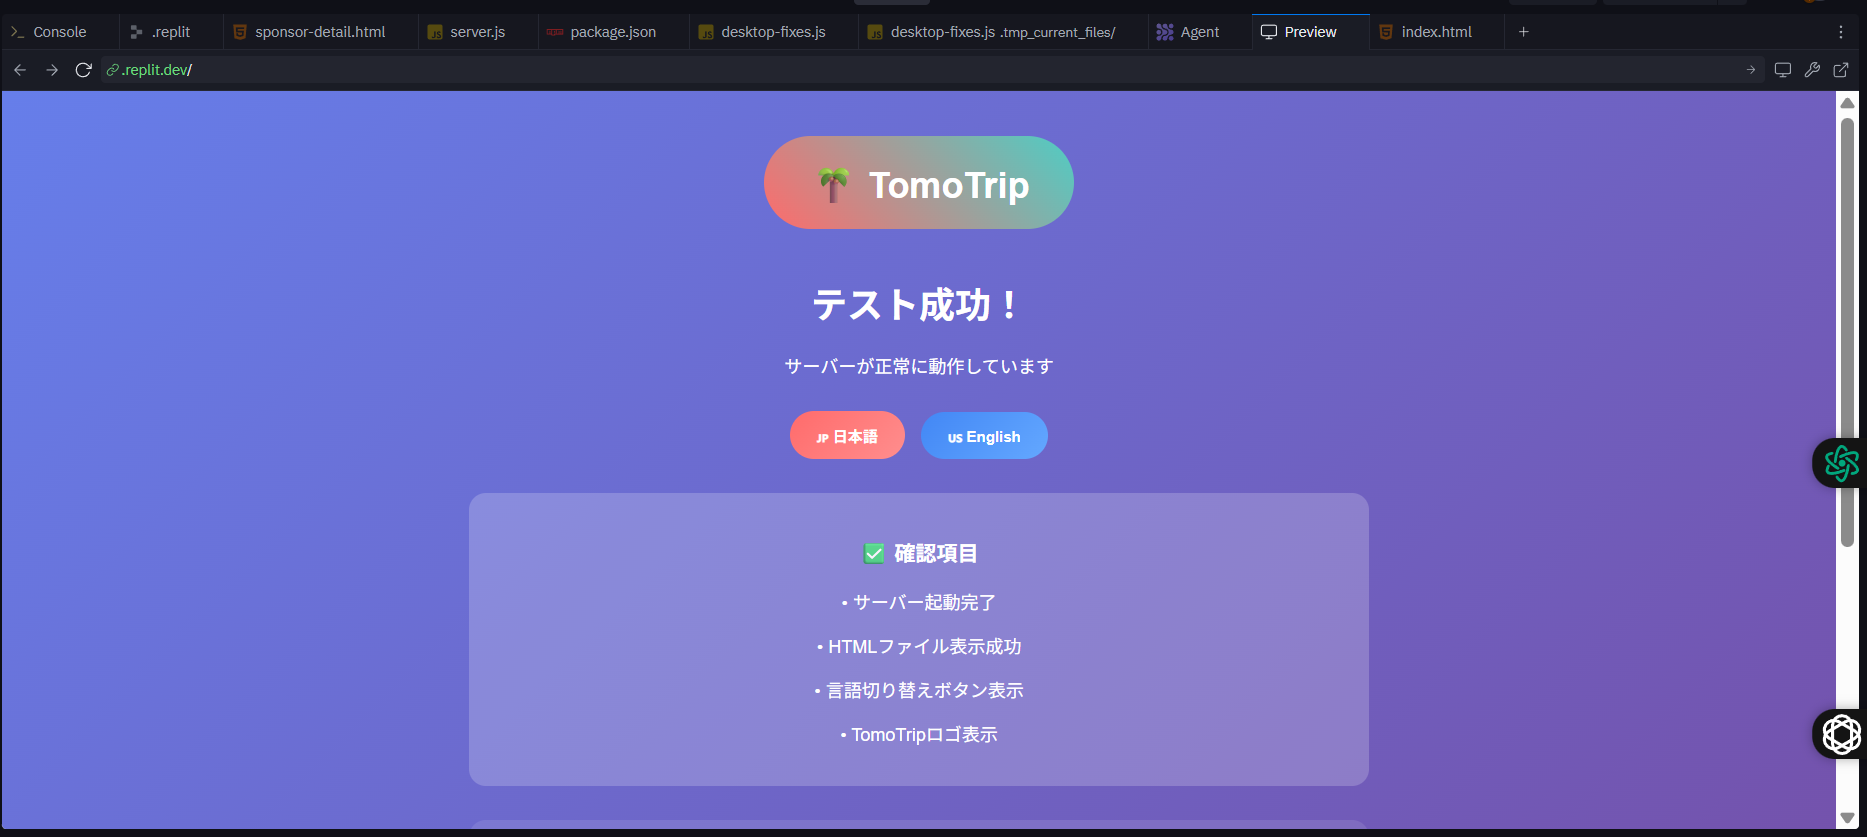 Console
.replit
sponsor-detail.html
server.js
package.json
desktop-fixes.js
desktop-fixes.js .tmp_current_files/
Agent
Preview
index.html
.replit.dev/
🌴 TomoTrip
テスト成功！
サーバーが正常に動作しています
JP 日本語
US English
✅ 確認項目
• サーバー起動完了
• HTMLファイル表示成功
• 言語切り替えボタン表示
• TomoTripロゴ表示